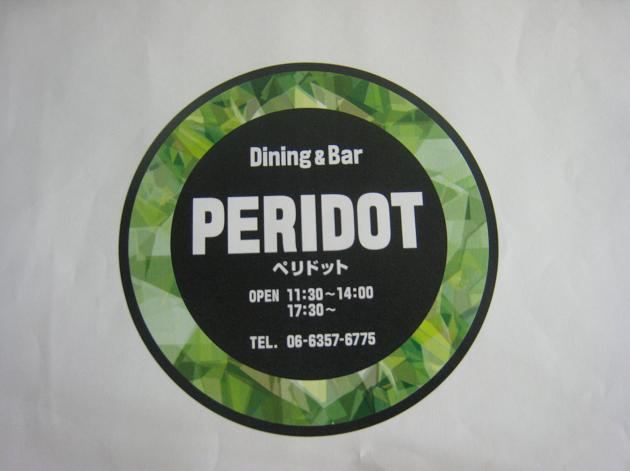 Dining&Bar
PERIDOT
ペリドット
OPEN 11:30〜14:00
17:30〜
TEL. 06-6357-6775